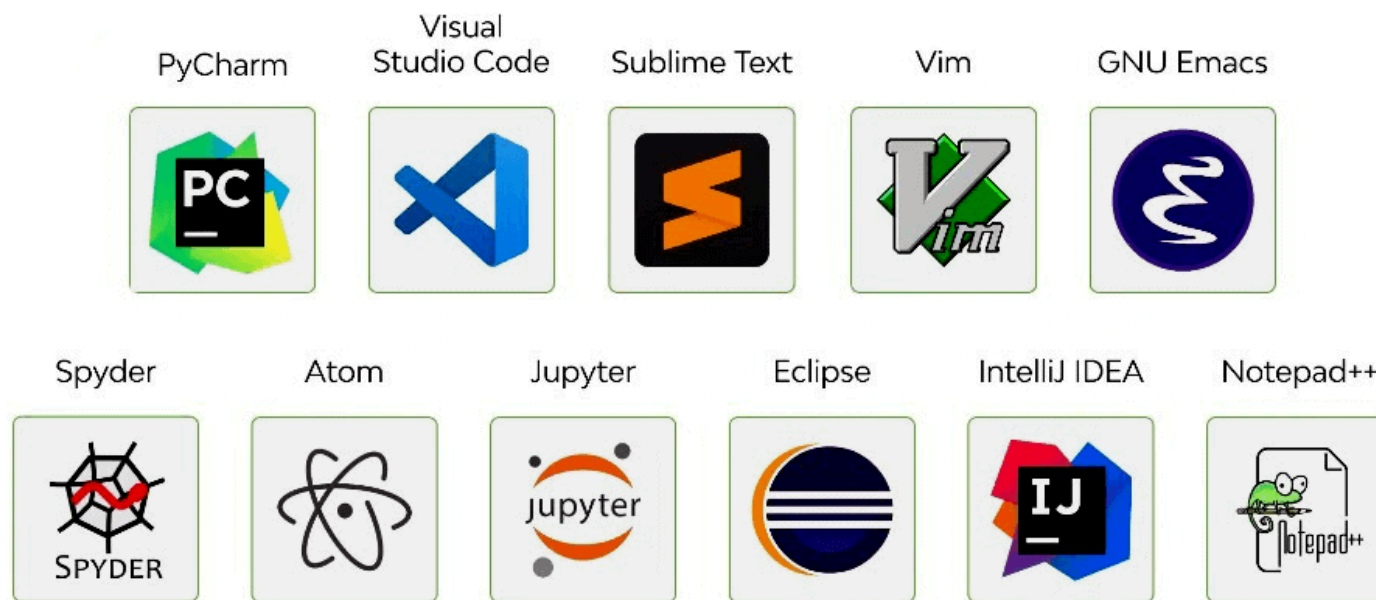 PyCharm
Visual
Studio Code
Sublime Text
Vim
GNU Emacs
PC
Vim
Spyder
Atom
Jupyter
Eclipse
IntelliJ IDEA
Notepad++
SPYDER
jupyter
IJ
Notepad++